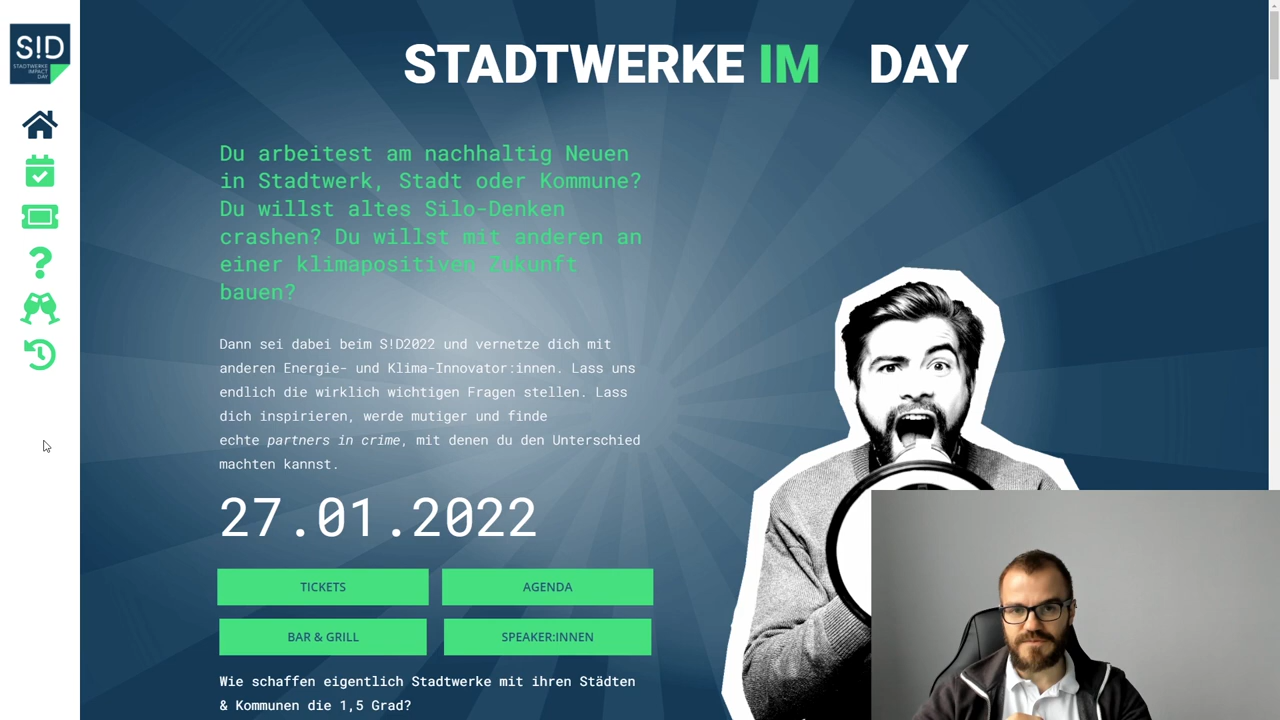 S!D
STADTWERKE
IMPACT
DAY
STADTWERKE IM DAY
Du arbeitest am nachhaltig Neuen
in Stadtwerk, Stadt oder Kommune?
Du willst altes Silo-Denken
crashen? Du willst mit anderen an
einer klimapositiven Zukunft
bauen?
Dann sei dabei beim S!D2022 und vernetze dich mit
anderen Energie- und Klima-Innovator:innen. Lass uns
endlich die wirklich wichtigen Fragen stellen. Lass
dich inspirieren, werde mutiger und finde
echte partners in crime, mit denen du den Unterschied
machten kannst.
27.01.2022
TICKETS
AGENDA
BAR & GRILL
SPEAKER:INNEN
Wie schaffen eigentlich Stadtwerke mit ihren Städten
& Kommunen die 1,5 Grad?